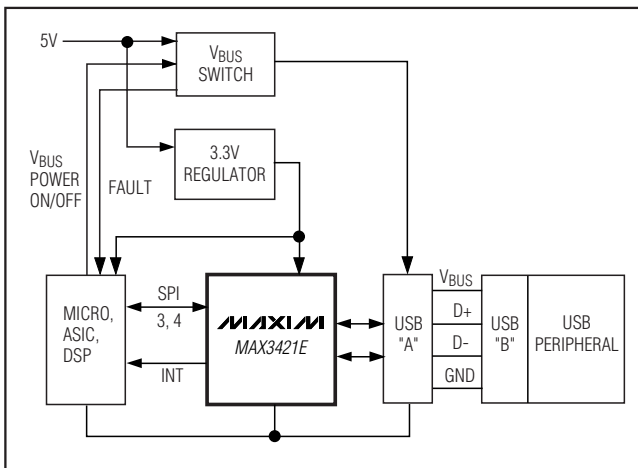 5V
VBUS
SWITCH
3.3V
REGULATOR
VBUS
POWER
ON/OFF
FAULT
MICRO,
ASIC,
DSP
SPI
3, 4
INT
MAXIM
MAX3421E
USB
"A"
VBUS
D+
D-
GND
USB
"B"
USB
PERIPHERAL